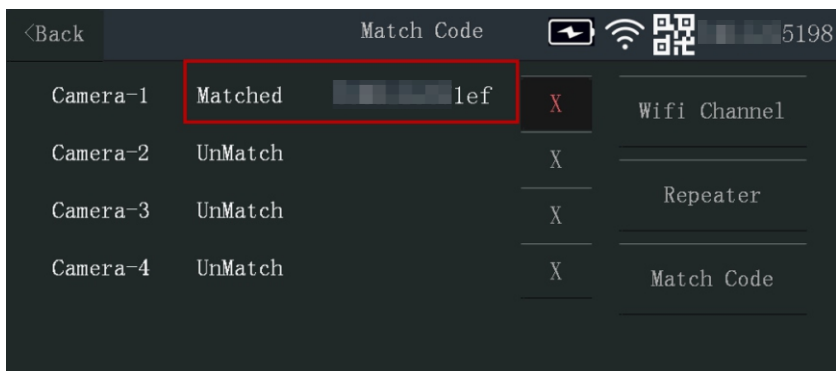 <Back Match Code 5198
Camera-1 Matched 1ef X Wifi Channel
Camera-2 UnMatch X
Camera-3 UnMatch X Repeater
Camera-4 UnMatch X Match Code